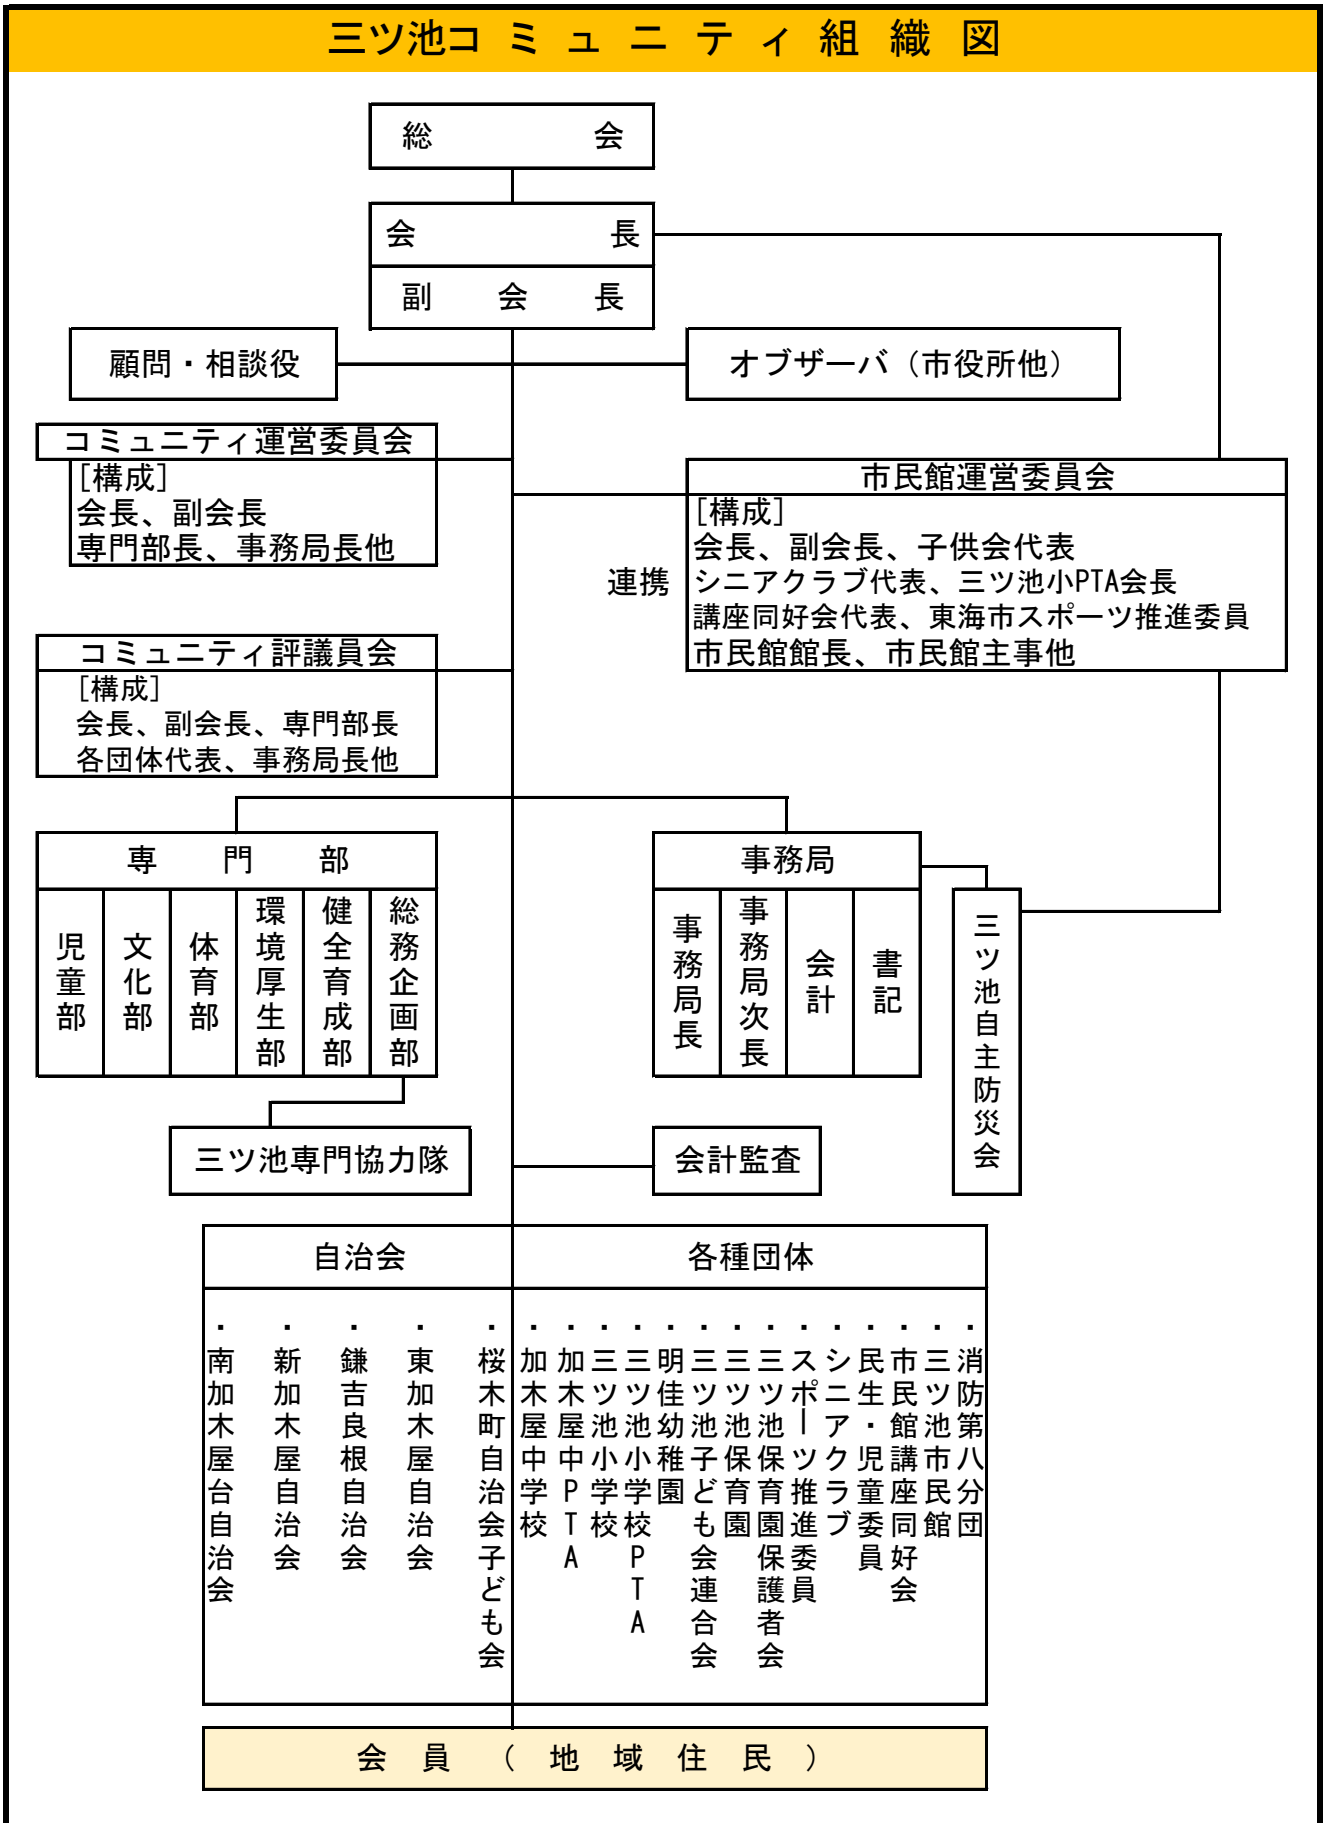 三ツ池コミュニティ組織図
総会
会長
副会長
顧問・相談役
オブザーバ（市役所他）
コミュニティ運営委員会
[構成]
会長、副会長
専門部長、事務局長他
市民館運営委員会
[構成]
会長、副会長、子供会代表
シニアクラブ代表、三ツ池小PTA会長
講座同好会代表、東海市スポーツ推進委員
市民館館長、市民館主事他
連携
コミュニティ評議員会
[構成]
会長、副会長、専門部長
各団体代表、事務局長他
専門部
児童部
文化部
体育部
環境厚生部
健全育成部
総務企画部
事務局
事務局長
事務局次長
会計
書記
三ツ池自主防災会
三ツ池専門協力隊
会計監査
自治会
各種団体
・南加木屋台自治会
・新加木屋自治会
・鎌吉良根自治会
・東加木屋自治会
・桜木町自治会子ども会
・加木屋中学校
・加木屋中PTA
・三ツ池小学校
・三ツ池小学校PTA
・明佳幼稚園
・三ツ池子ども会連合会
・三ツ池保育園
・三ツ池保育園保護者会
・スポーツ推進委員
・シニアクラブ
・民生・児童委員
・市民館講座同好会
・三ツ池市民館
・消防第八分団
会員（地域住民）